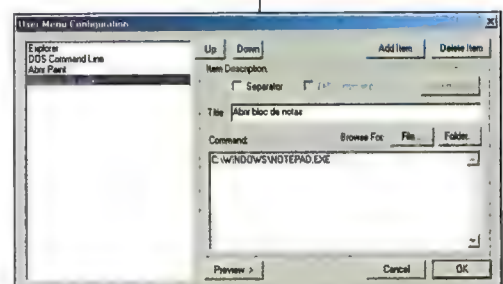 User Menu Configuration
Explorer
DOS Command Line
Abrir Paint
Up Down Add Item Delete Item
Item Description
Separator
Title Abrir bloc de notas
Command: Browse For: File... Folder...
C:\WINDOWS\NOTEPAD.EXE
Preview > Cancel OK